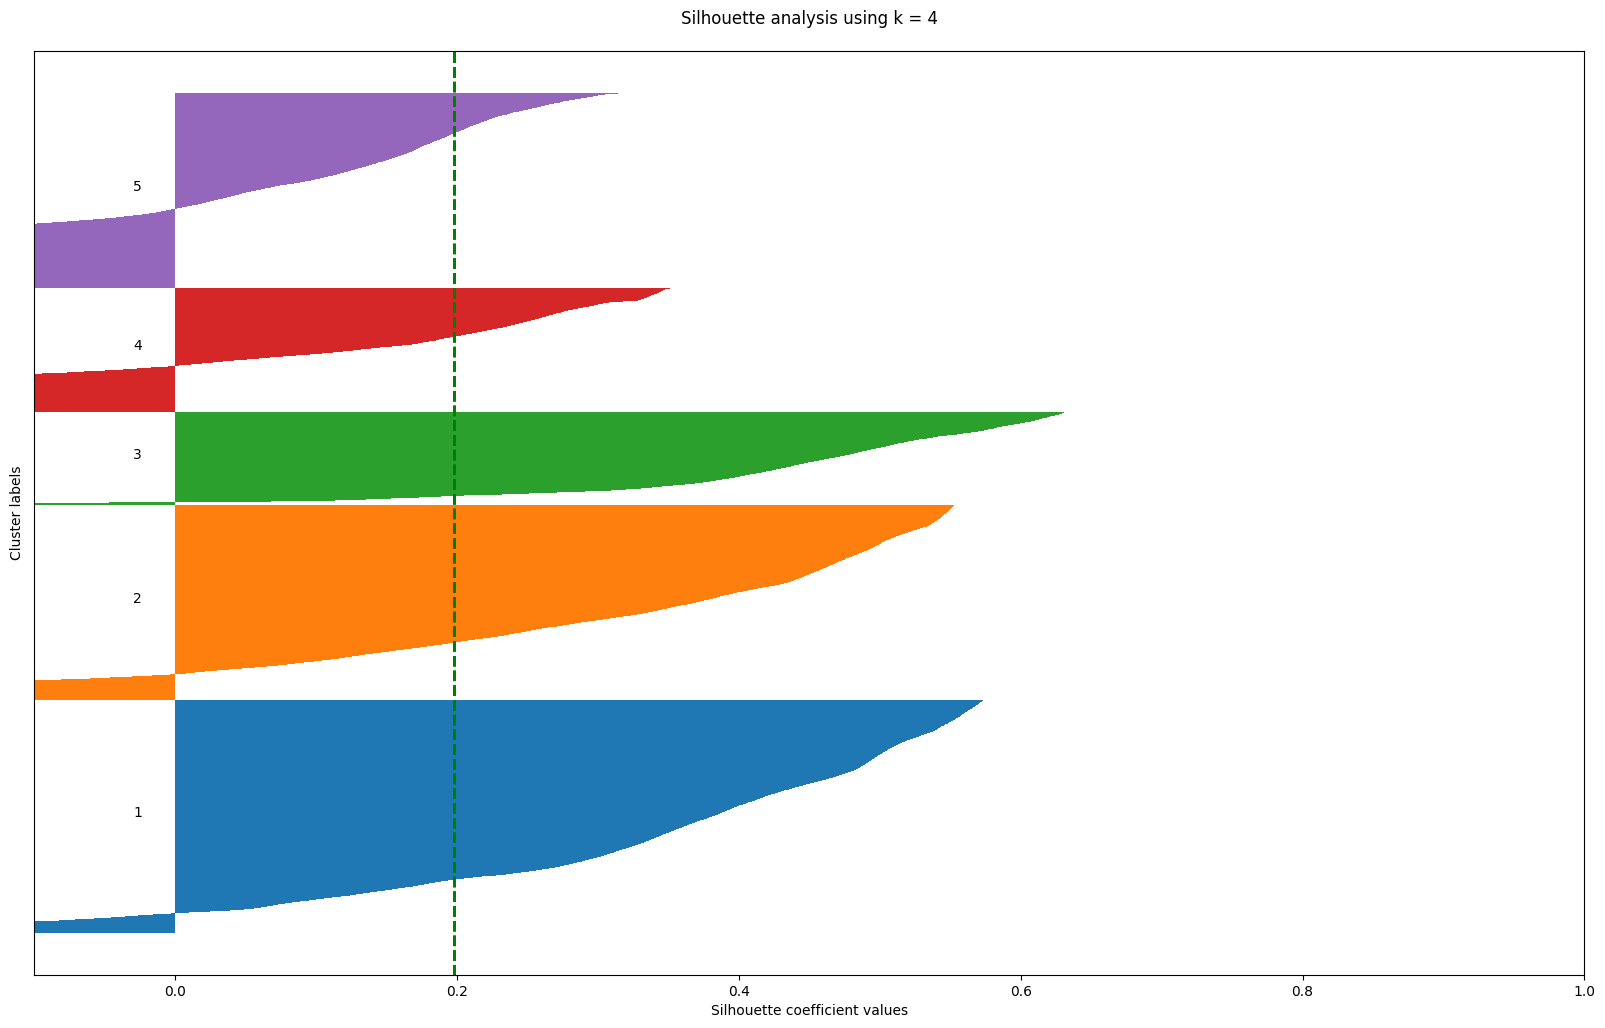 Silhouette analysis using k = 4
5
4
3
2
1
Cluster labels
0.0 0.2 0.4 0.6 0.8 1.0
Silhouette coefficient values